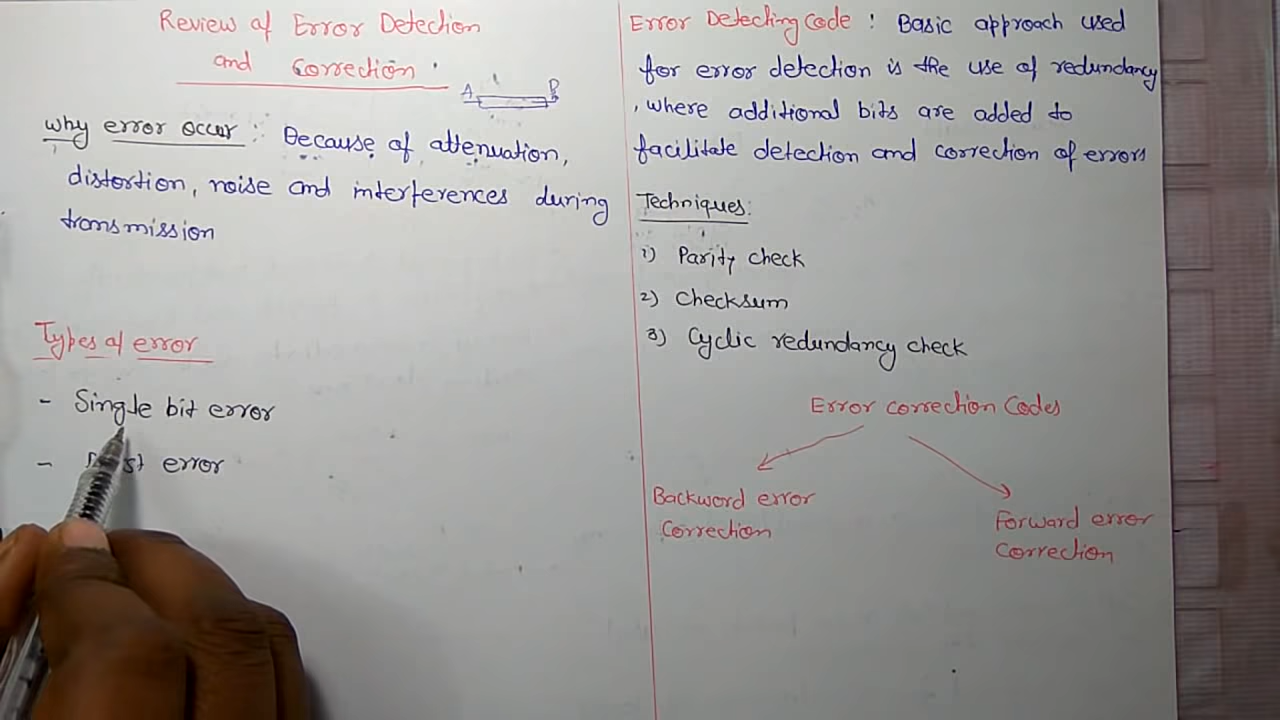 Review of Error Detection
and Correction
A B
Why error occur : Because of attenuation,
distortion, noise and interferences during
transmission
Types of error
- Single bit error
- error
Error Detecting Code : Basic approach used
for error detection is the use of redundancy
, where additional bits are added to
facilitate detection and correction of errors
Techniques:
1) Parity check
2) Checksum
3) Cyclic redundancy check
Error correction Codes
Backword error
Correction
Forward error
Correction